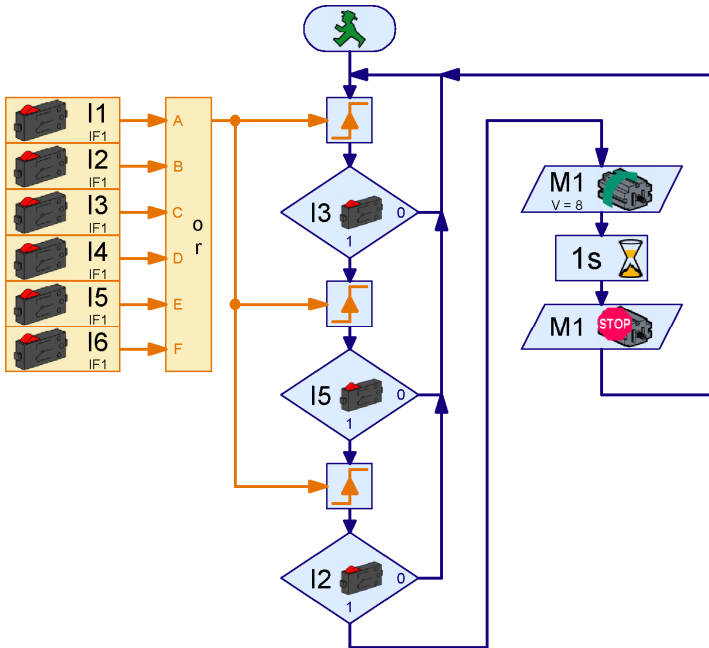 I1
IF1
I2
IF1
I3
IF1
I4
IF1
I5
IF1
I6
IF1
A
B
C
D
E
F
o
r
I3
0
1
I5
0
1
I2
0
1
M1
V = 8
1s
M1
STOP